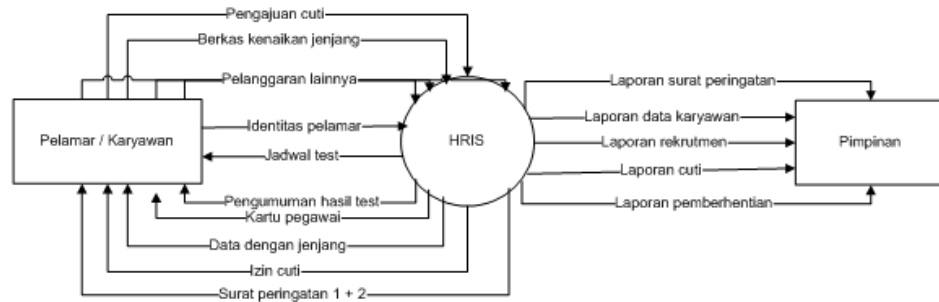 Pengajuan cuti
Berkas kenaikan jenjang
Pelanggaran lainnya
Laporan surat peringatan
Identitas pelamar
Laporan data karyawan
Pelamar / Karyawan
HRIS
Laporan rekrutmen
Pimpinan
Jadwal test
Laporan cuti
Pengumuman hasil test
Laporan pemberhentian
Kartu pegawai
Data dengan jenjang
Izin cuti
Surat peringatan 1 + 2